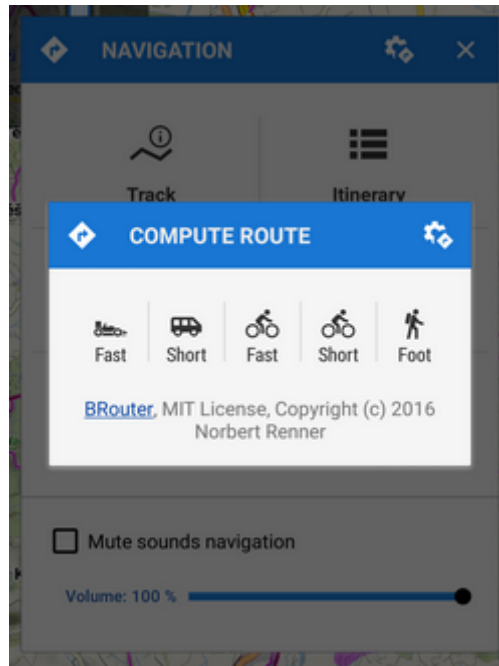 NAVIGATION
Track Itinerary
COMPUTE ROUTE
Fast Short Fast Short Foot
BRouter, MIT License, Copyright (c) 2016
Norbert Renner
Mute sounds navigation
Volume: 100 %